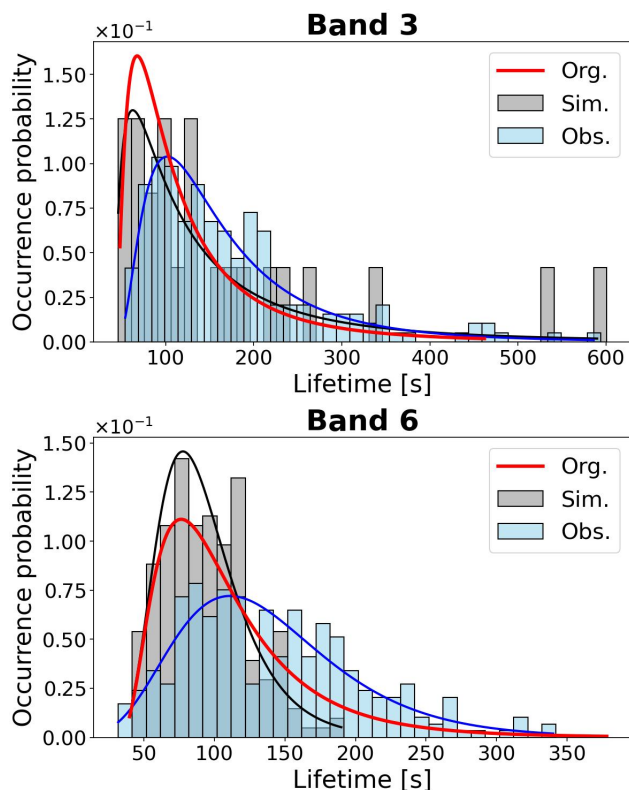 Band 3
×10⁻¹
1.50
1.25
1.00
0.75
0.50
0.25
0.00
Occurrence probability
Org.
Sim.
Obs.
100 200 300 400 500 600
Lifetime [s]
Band 6
×10⁻¹
1.50
1.25
1.00
0.75
0.50
0.25
0.00
Occurrence probability
Org.
Sim.
Obs.
50 100 150 200 250 300 350
Lifetime [s]